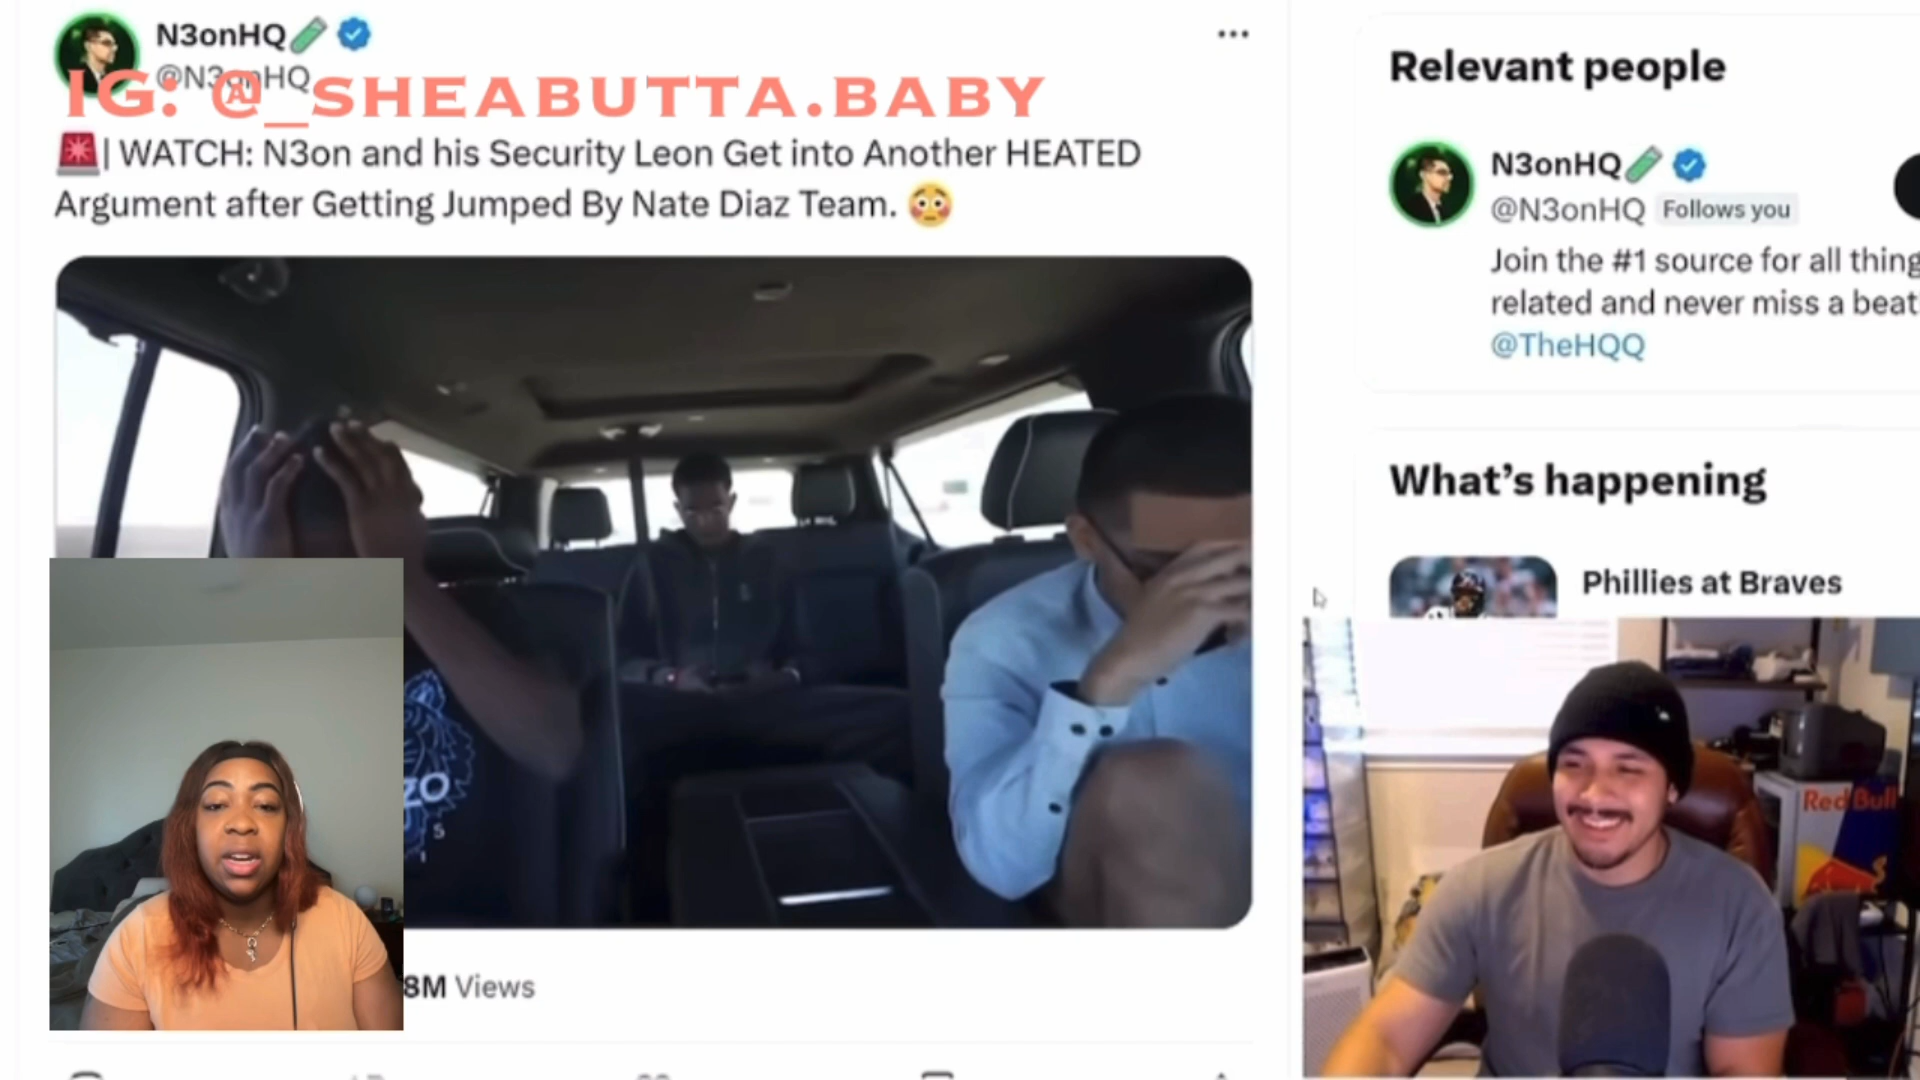 N3onHQ
@N3onHQ
IG: @_SHEABUTTA.BABY
| WATCH: N3on and his Security Leon Get into Another HEATED
Argument after Getting Jumped By Nate Diaz Team.
ZO
S
8M Views
Relevant people
N3onHQ
@N3onHQ Follows you
Join the #1 source for all thing
related and never miss a beat
@TheHQQ
What's happening
Phillies at Braves
Red Bull